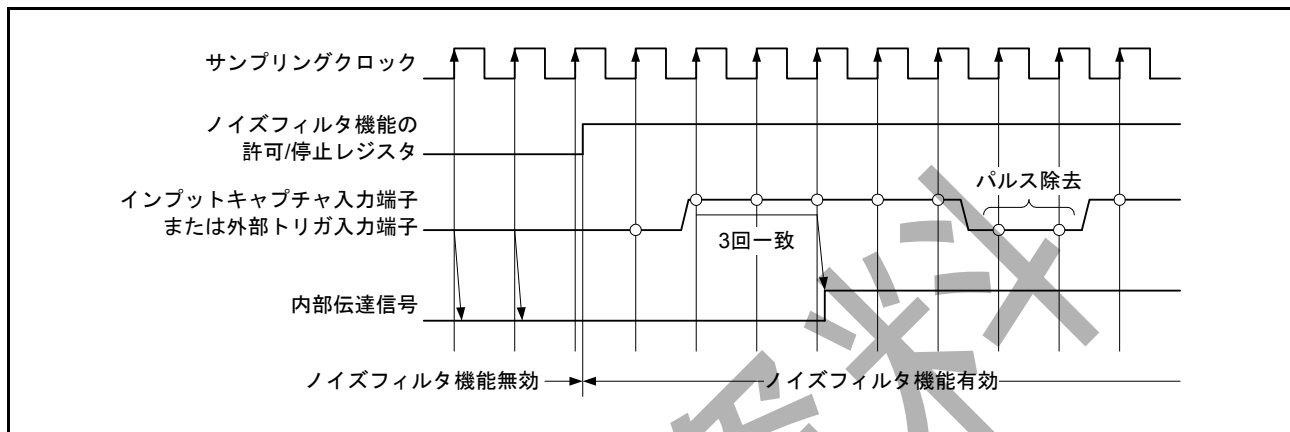 サンプリングクロック
ノイズフィルタ機能の
許可/停止レジスタ
インプットキャプチャ入力端子
または外部トリガ入力端子
パルス除去
3回一致
内部伝達信号
ノイズフィルタ機能無効
ノイズフィルタ機能有効